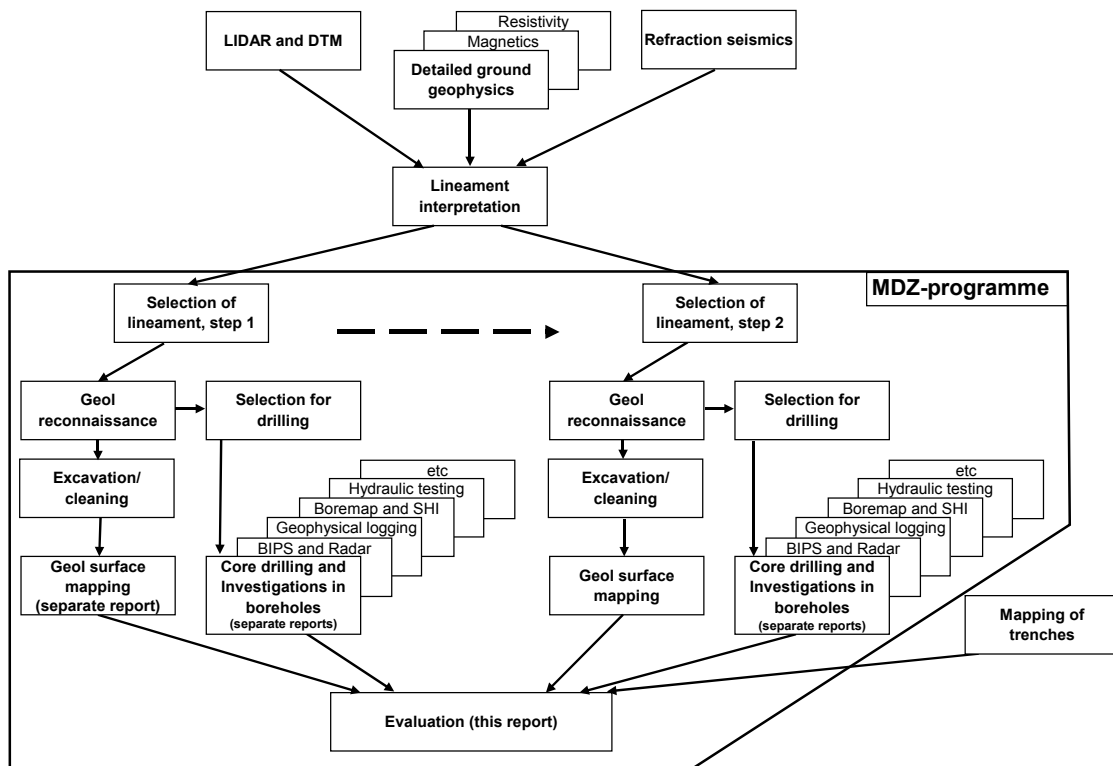 LIDAR and DTM
Resistivity
Magnetics
Detailed ground
geophysics
Refraction seismics
Lineament
interpretation
MDZ-programme
Selection of
lineament, step 1
Selection of
lineament, step 2
Geol
reconnaissance
Selection for
drilling
Excavation/
cleaning
etc
Hydraulic testing
Boremap and SHI
Geophysical logging
BIPS and Radar
Core drilling and
Investigations in
boreholes
(separate reports)
Geol surface
mapping
(separate report)
Geol
reconnaissance
Selection for
drilling
Excavation/
cleaning
etc
Hydraulic testing
Boremap and SHI
Geophysical logging
BIPS and Radar
Core drilling and
Investigations in
boreholes
(separate reports)
Geol surface
mapping
Mapping of
trenches
Evaluation (this report)